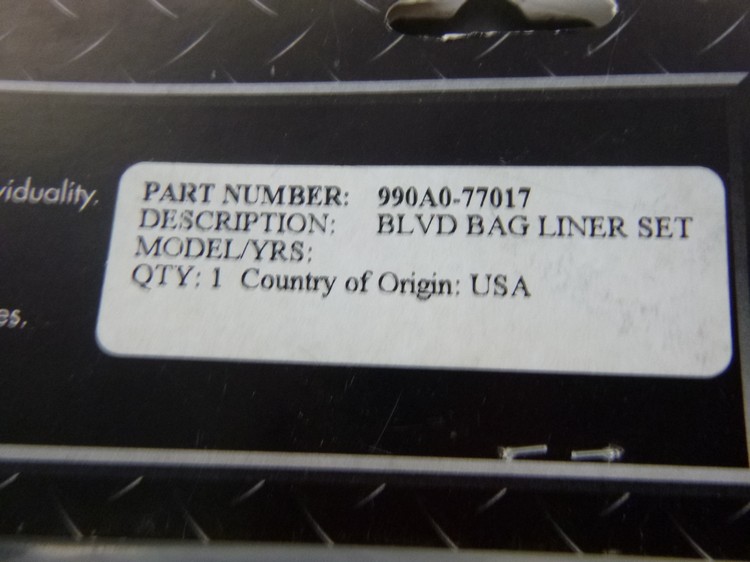 viduality.
PART NUMBER: 990A0-77017
DESCRIPTION: BLVD BAG LINER SET
MODEL/YRS:
QTY: 1 Country of Origin: USA
es,